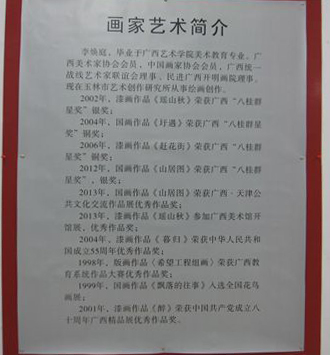 画家艺术简介
李焕庭,毕业于广西艺术学院美术教育专业。广
西美术家协会会员,中国画家协会会员,广西统一
战线艺术家联谊会理事、民进广西开明画院理事。
现在玉林市艺术创作研究所从事绘画创作。
2002年,漆画作品《瑶山秋》荣获广西“八桂群
星奖”银奖;
2004年,国画作品《圩遇》荣获广西“八桂群星
奖”铜奖;
2006年,漆画作品《赶花街》荣获广西“八桂群星
奖”铜奖;
2012年,国画作品《山居图》荣获广西“八桂群
星奖”,银奖;
2013年,国画作品《山居图》荣获广西·天津公
共文化交流作品展优秀作品奖;
2013年,漆画作品《瑶山秋》参加广西美术馆开
馆展,优秀作品奖;
2004年,漆画作品《暮归》荣获中华人民共和
国成立55周年优秀作品奖;
1998年,版画作品《希望工程组画》荣获广西教
育系统作品大赛优秀作品奖;
1999年,国画作品《飘落的往事》入选全国花鸟
画展;
2001年,漆画作品《醉》荣获中国共产党成立八
十周年广西精品展优秀作品奖。